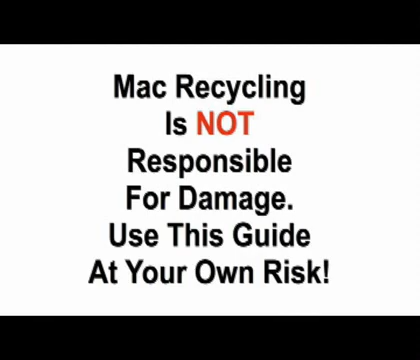 Mac Recycling
Is NOT
Responsible
For Damage.
Use This Guide
At Your Own Risk!